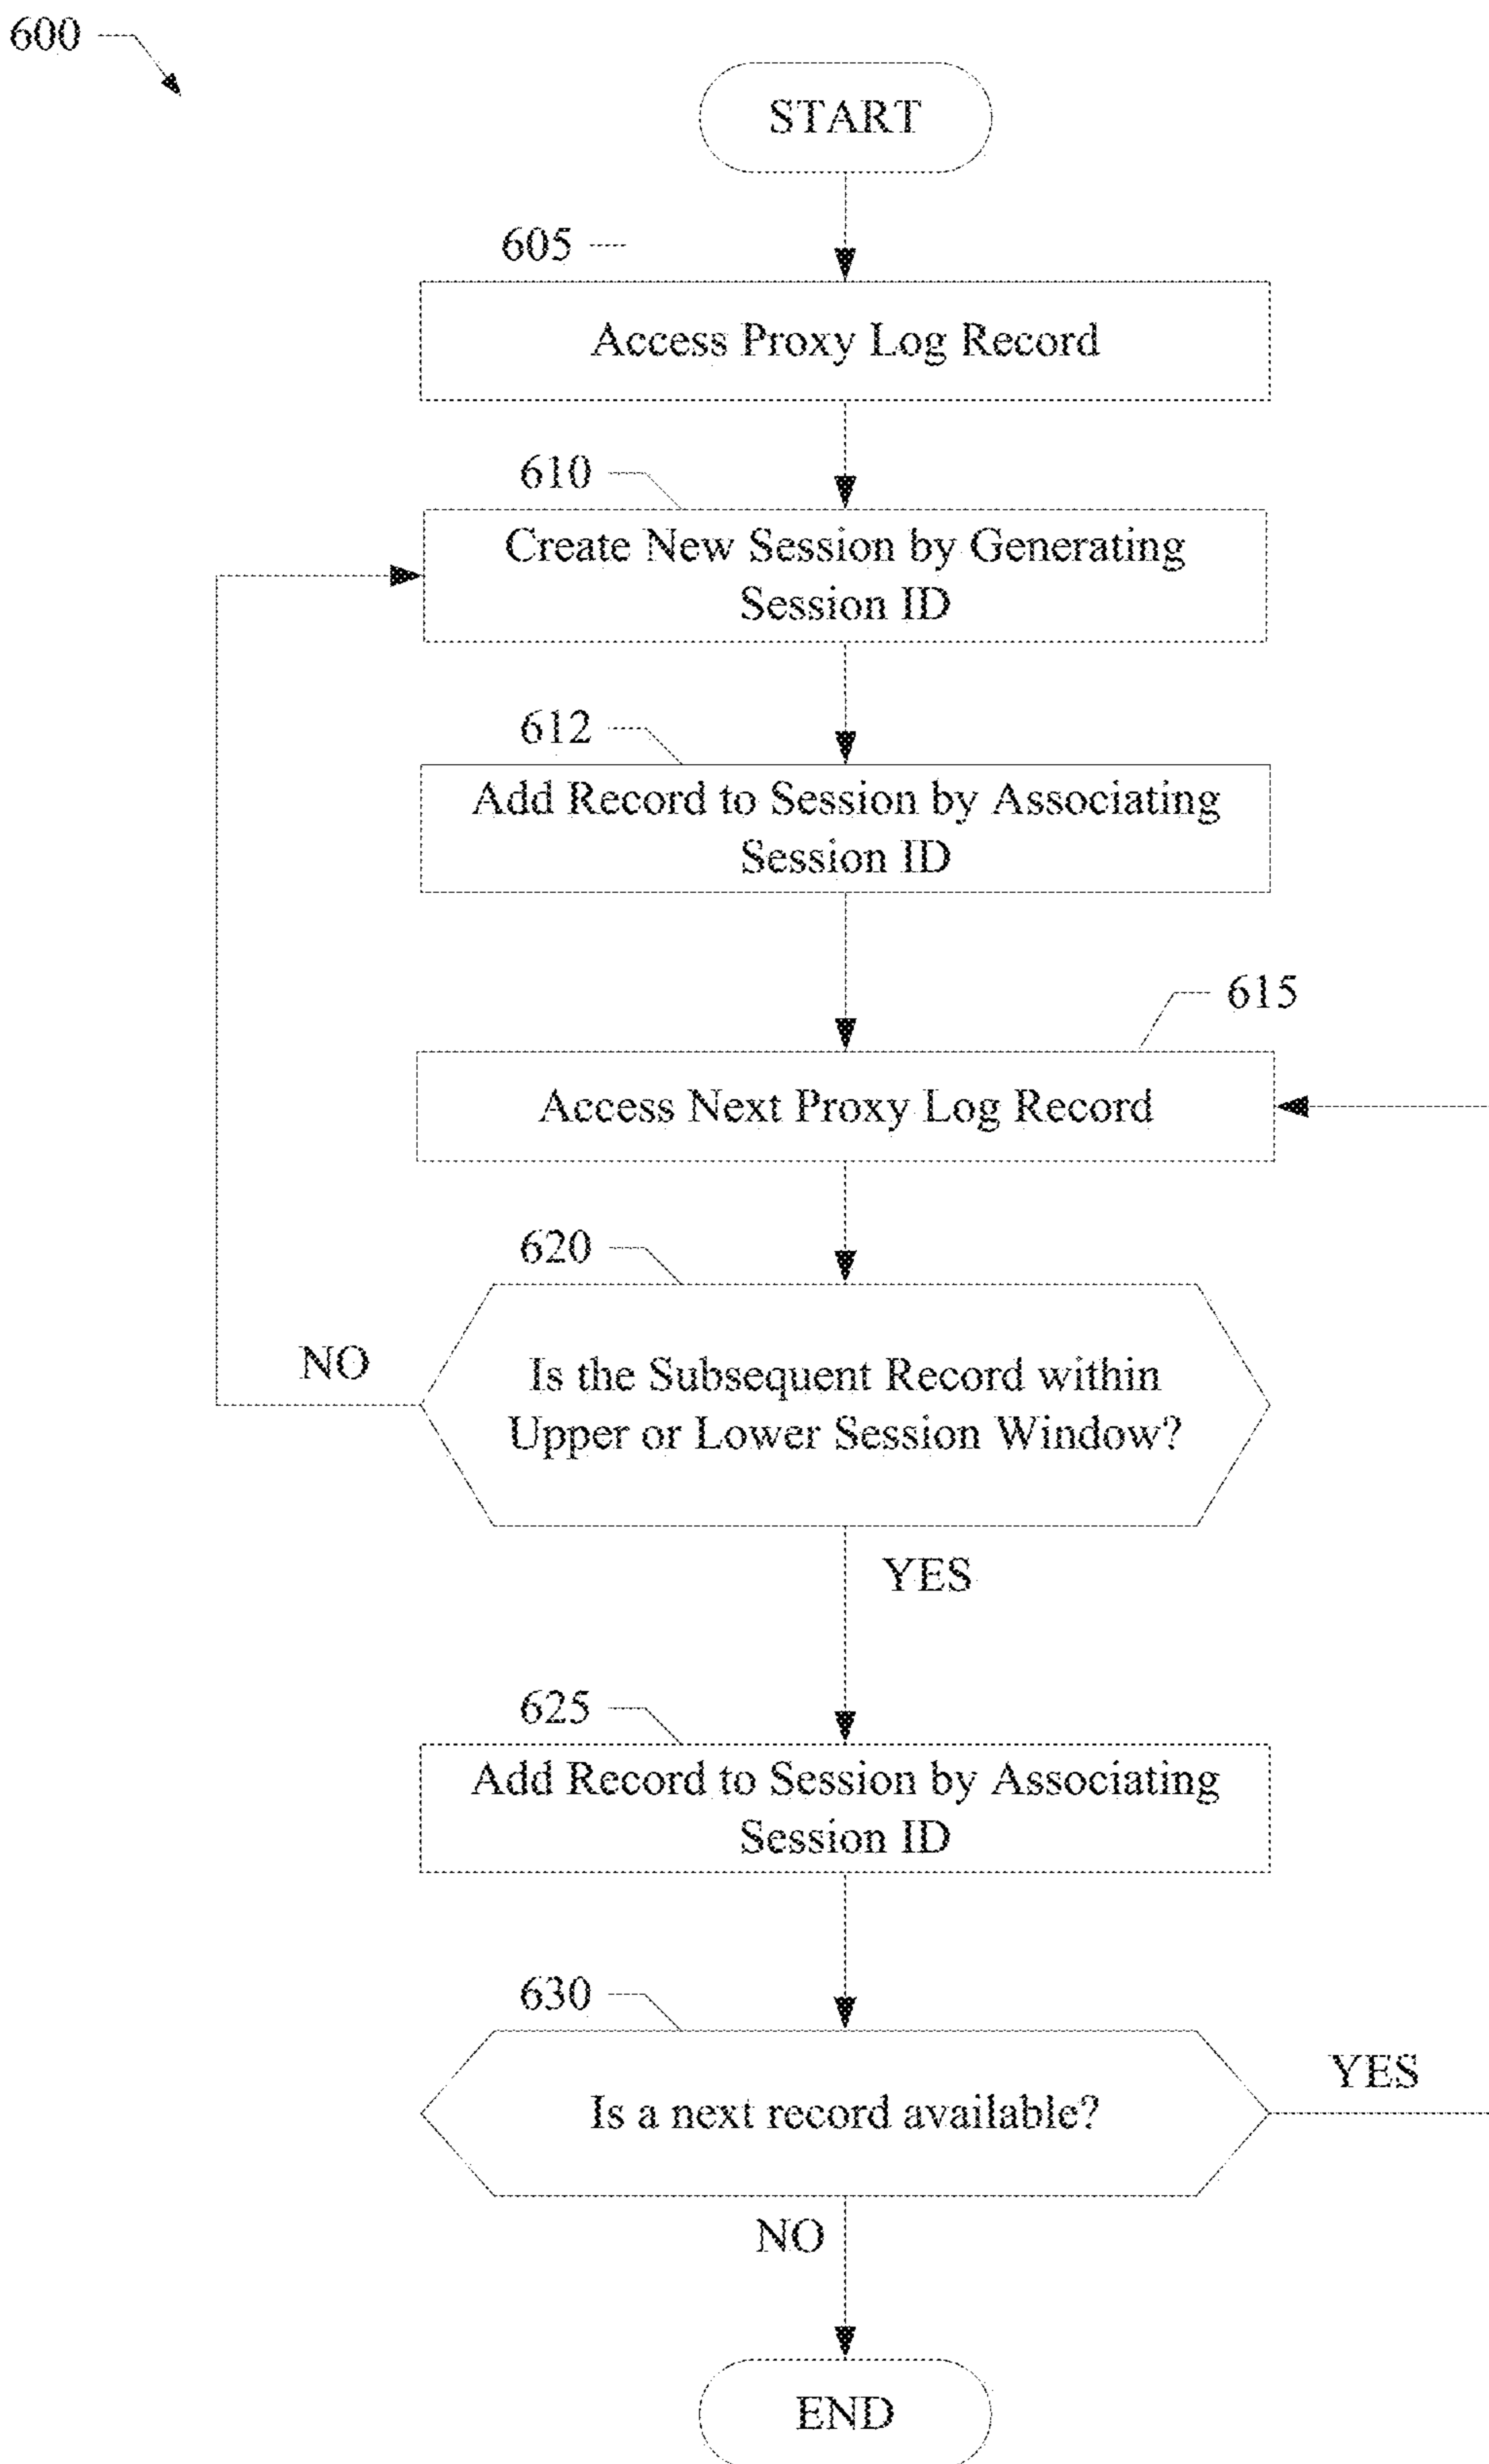 600
START
605
Access Proxy Log Record
610
Create New Session by Generating
Session ID
612
Add Record to Session by Associating
Session ID
615
Access Next Proxy Log Record
620
NO
Is the Subsequent Record within
Upper or Lower Session Window?
YES
625
Add Record to Session by Associating
Session ID
630
YES
Is a next record available?
NO
END